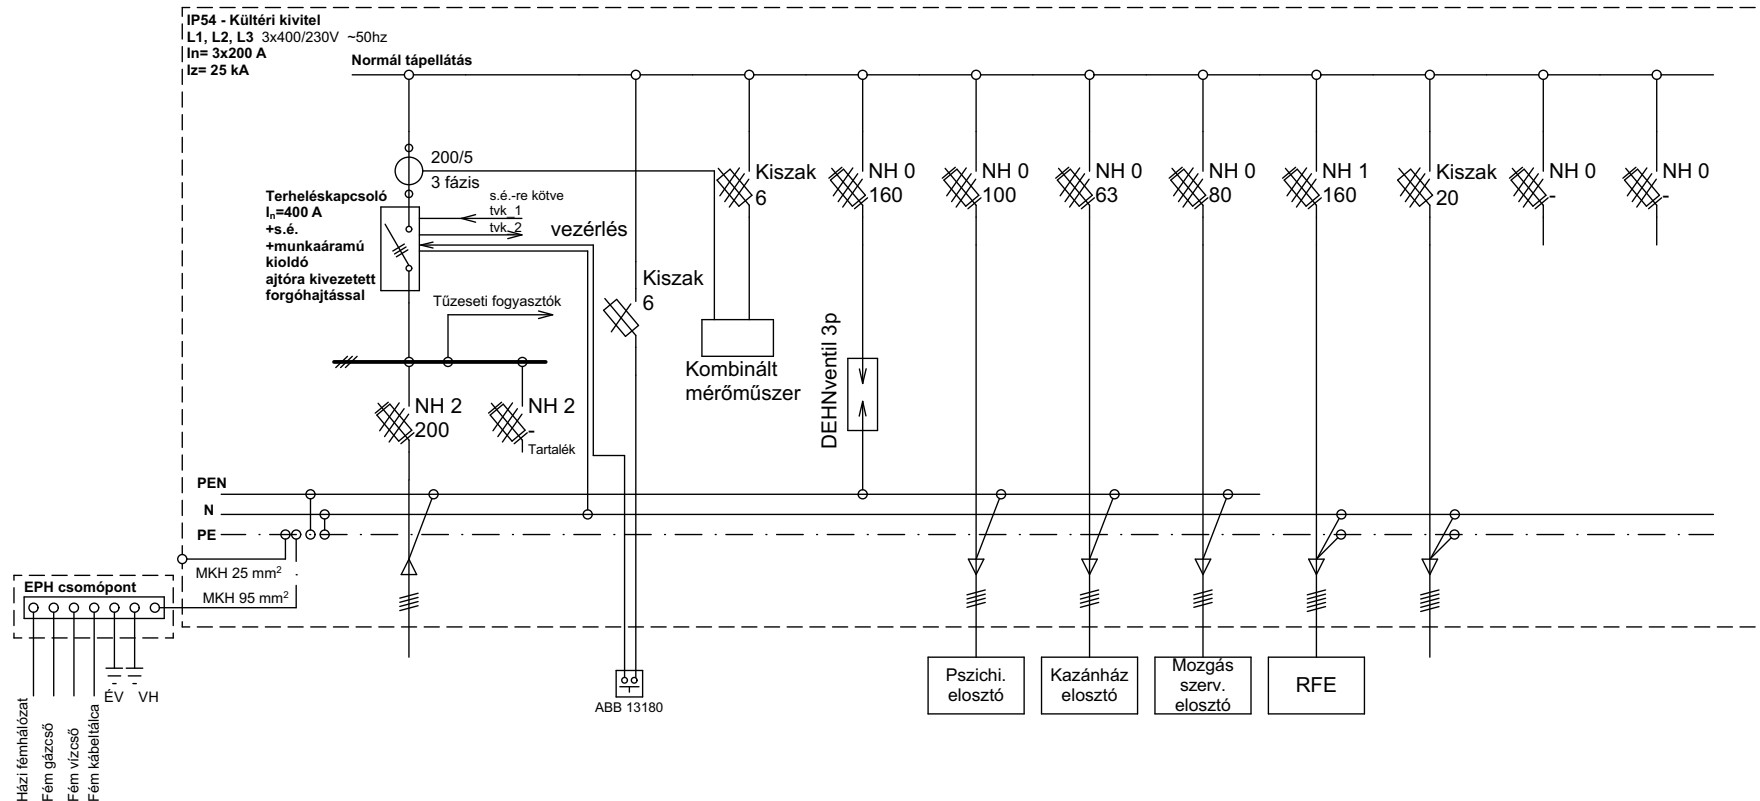 IP54 - Kültéri kivitel
L1, L2, L3 3x400/230V ~50hz
In= 3x200 A
Iz= 25 kA
Normál tápellátás
200/5
3 fázis
Terheléskapcsoló
Iₙ=400 A
+s.é.
+munkaáramú
kioldó
ajtóra kivezetett
forgóhajtással
s.é.-re kötve
tvk_1
tvk_2
vezérlés
Tűzeseti fogyasztók
Kiszak
6
Kiszak
6
Kombinált
mérőműszer
NH 0
160
DEHNventil 3p
NH 0
100
NH 0
63
NH 0
80
NH 1
160
Kiszak
20
NH 0
-
NH 0
-
NH 2
200
NH 2
-
Tartalék
PEN
N
PE
MKH 25 mm²
MKH 95 mm²
EPH csomópont
ÉV
VH
Házi fémhálózat
Fém gázcső
Fém vízcső
Fém kábeltálca
ABB 13180
Pszichi.
elosztó
Kazánház
elosztó
Mozgás
szerv.
elosztó
RFE